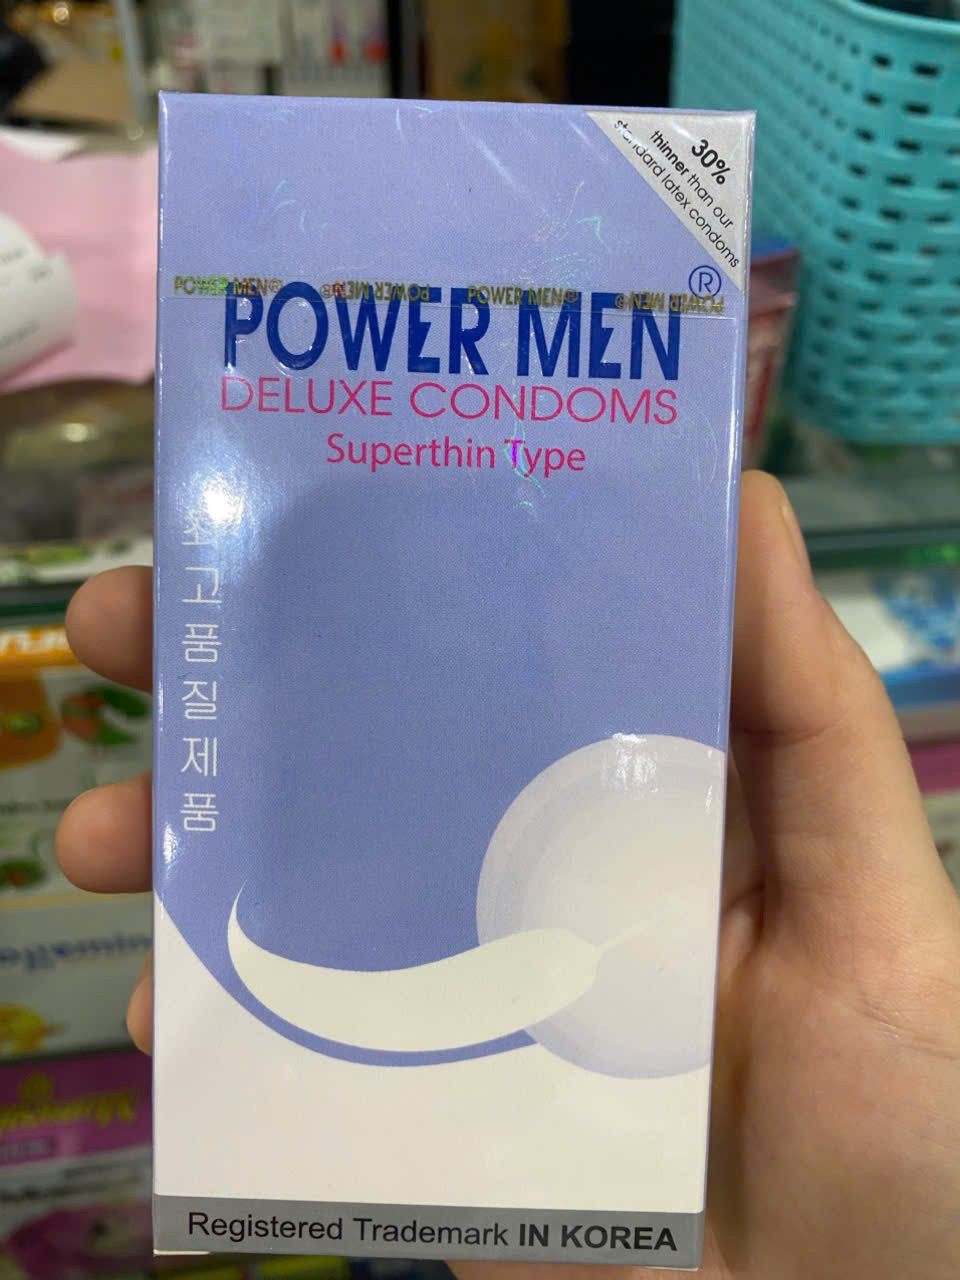 30%
thinner than our
standard latex condoms
POWER MEN® POWER MEN® POWER MEN® POWER MEN®
POWER MEN®
DELUXE CONDOMS
Superthin Type
최고품질제품
Registered Trademark IN KOREA